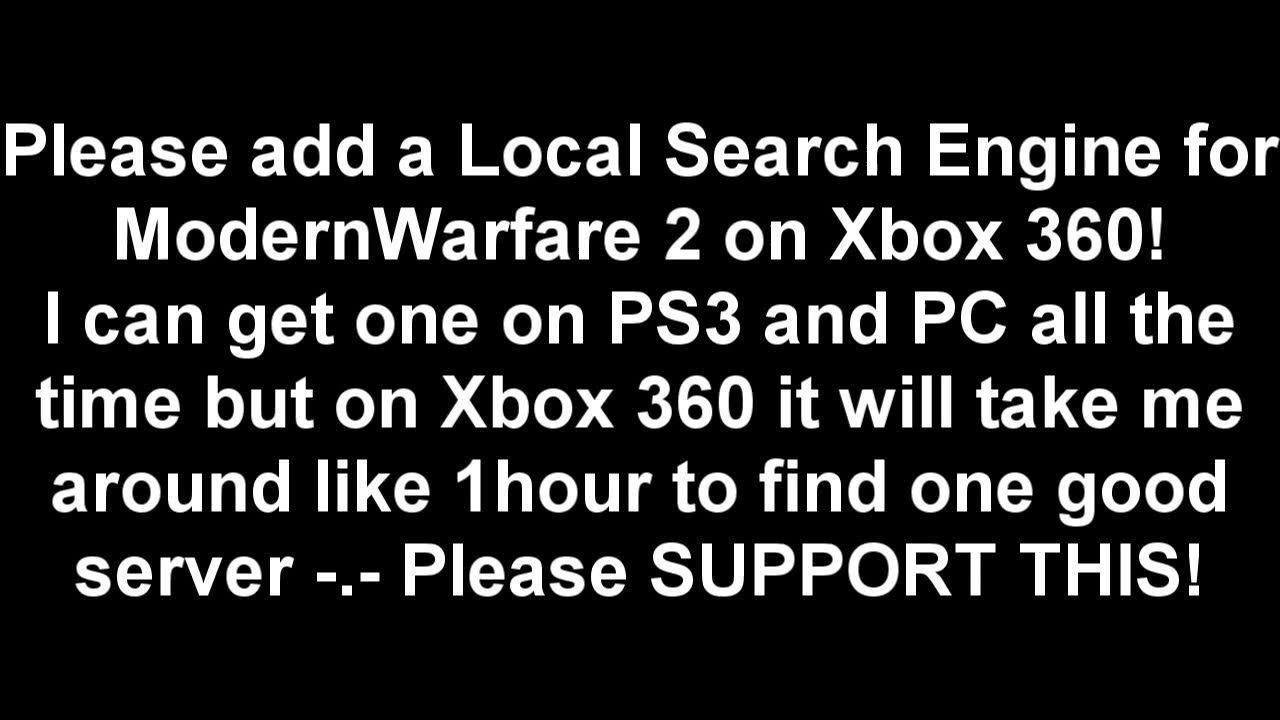 Please add a Local Search Engine for
ModernWarfare 2 on Xbox 360!
I can get one on PS3 and PC all the
time but on Xbox 360 it will take me
around like 1hour to find one good
server -.- Please SUPPORT THIS!